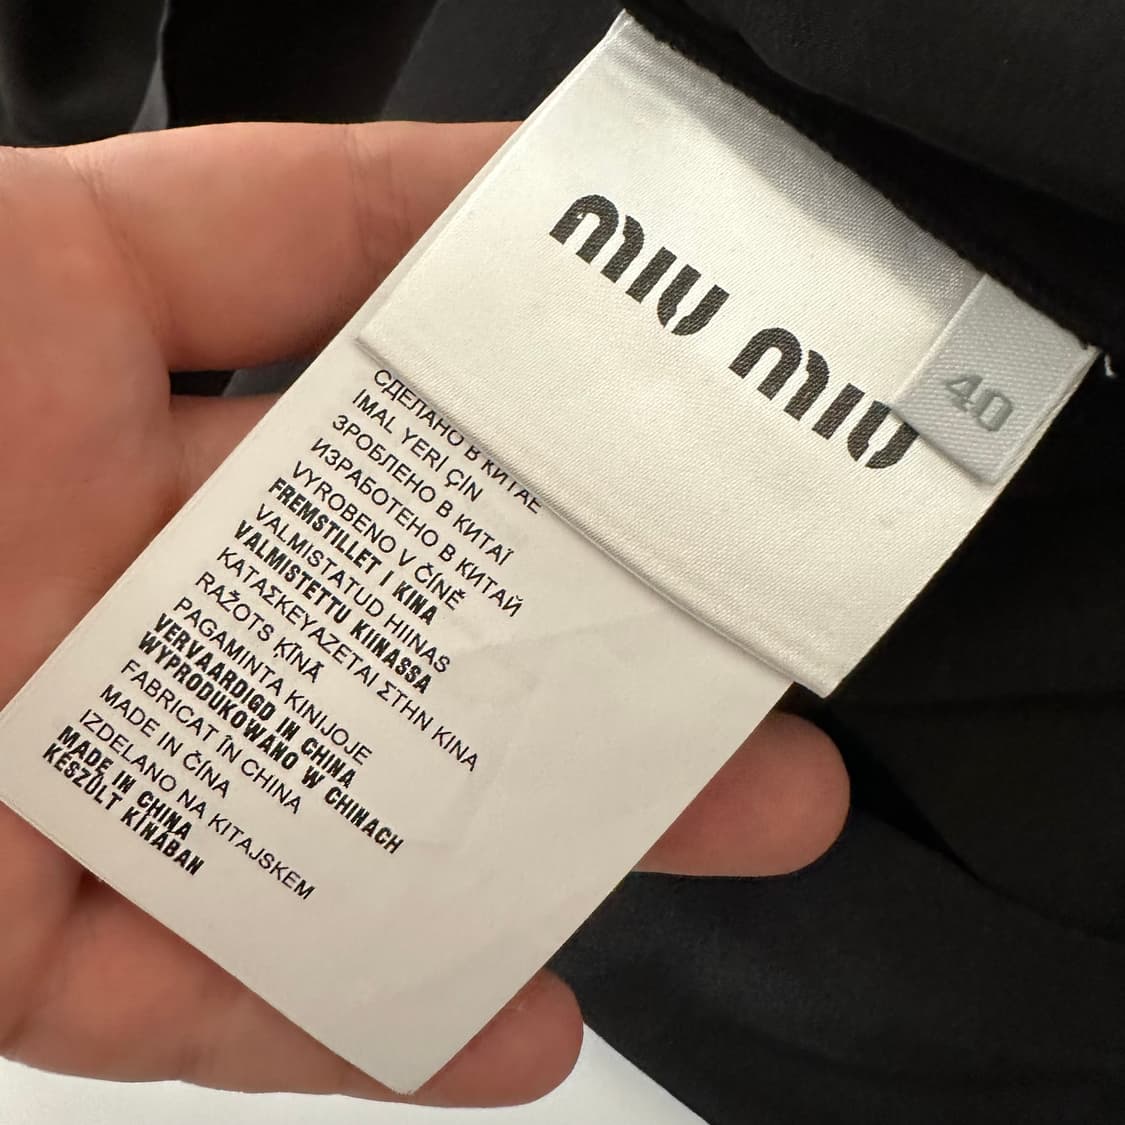 MIU MIU
40
СДЕЛАНО В КИТАЕ
İMAL YERİ ÇİN
ЗРОБЛЕНО В КИТАЇ
ИЗРАБОТЕНО В КИТАЙ
VYROBENO V ČÍNĚ
FREMSTILLET I KINA
VALMISTATUD HIINAS
VALMISTETTU KIINASSA
ΚΑΤΑΣΚΕΥΑΖΕΤΑΙ ΣΤΗΝ ΚΙΝΑ
RAŽOTS ĶĪNĀ
PAGAMINTA KINIJOJE
VERVAARDIGD IN CHINA
WYPRODUKOWANO W CHINACH
FABRICAT ÎN CHINA
MADE IN ČÍNA
IZDELANO NA KITAJSKEM
MADE IN CHINA
KÉSZÜLT KÍNÁBAN